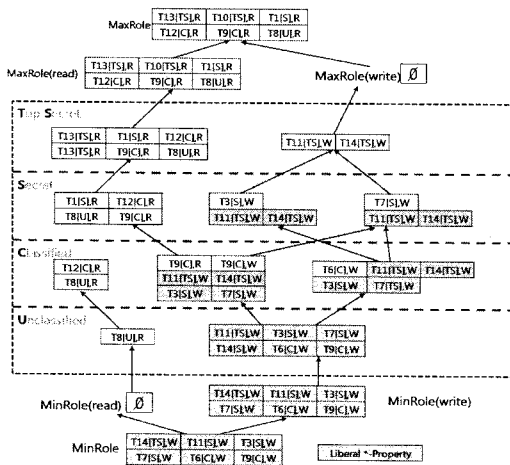 MaxRole
T13|TS|,R T10|TS|,R T1|S|,R
T12|C|,R T9|C|,R T8|U|,R
MaxRole(read)
T13|TS|,R T10|TS|,R T1|S|,R
T12|C|,R T9|C|,R T8|U|,R
MaxRole(write) Ø
Top Secret
T13|TS|,R T1|S|,R T12|C|,R
T13|TS|,R T9|C|,R T8|U|,R
T11|TS|,W T14|TS|,W
Secret
T1|S|,R T12|C|,R
T8|U|,R T9|C|,R
T3|S|,W
T11|TS|,W T14|TS|,W
T7|S|,W
T11|TS|,W T14|TS|,W
Classified
T12|C|,R
T8|U|,R
T9|C|,R T9|C|,W
T11|TS|,W T14|TS|,W
T3|S|,W T7|S|,W
T6|C|,W T11|TS|,W T14|TS|,W
T3|S|,W T7|TS|,W
Unclassified
T8|U|,R
T11|TS|,W T3|S|,W T7|S|,W
T14|S|,W T6|C|,W T9|C|,W
MinRole(read) Ø
T14|TS|,W T11|S|,W T3|S|,W
T7|S|,W T6|C|,W T9|C|,W
MinRole(write)
MinRole
T14|TS|,W T11|S|,W T3|S|,W
T7|S|,W T6|C|,W T9|C|,W
Liberal *-Property